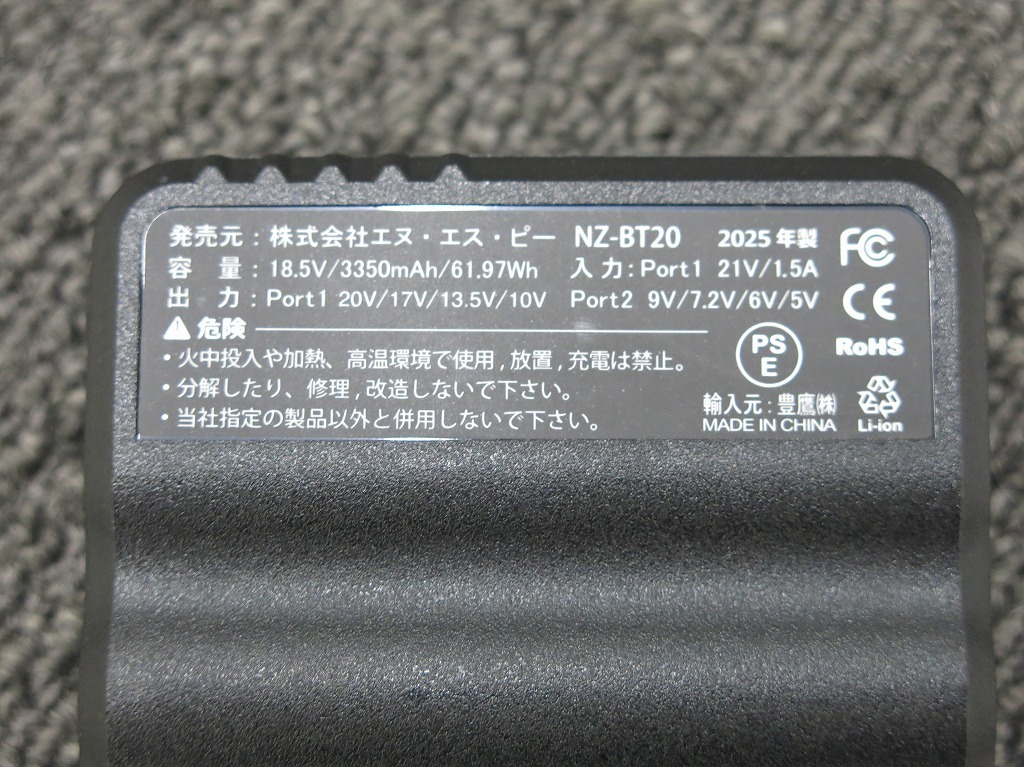 発売元：株式会社エヌ・エス・ピー NZ-BT20 2025年製 FC
容 量：18.5V/3350mAh/61.97Wh 入力：Port1 21V/1.5A
出 力：Port1 20V/17V/13.5V/10V Port2 9V/7.2V/6V/5V CE
危険
・火中投入や加熱、高温環境で使用,放置,充電は禁止。
PSE
RoHS
・分解したり、修理,改造しないで下さい。
・当社指定の製品以外と併用しないで下さい。
輸入元：豊鷹㈱
MADE IN CHINA
Li-ion